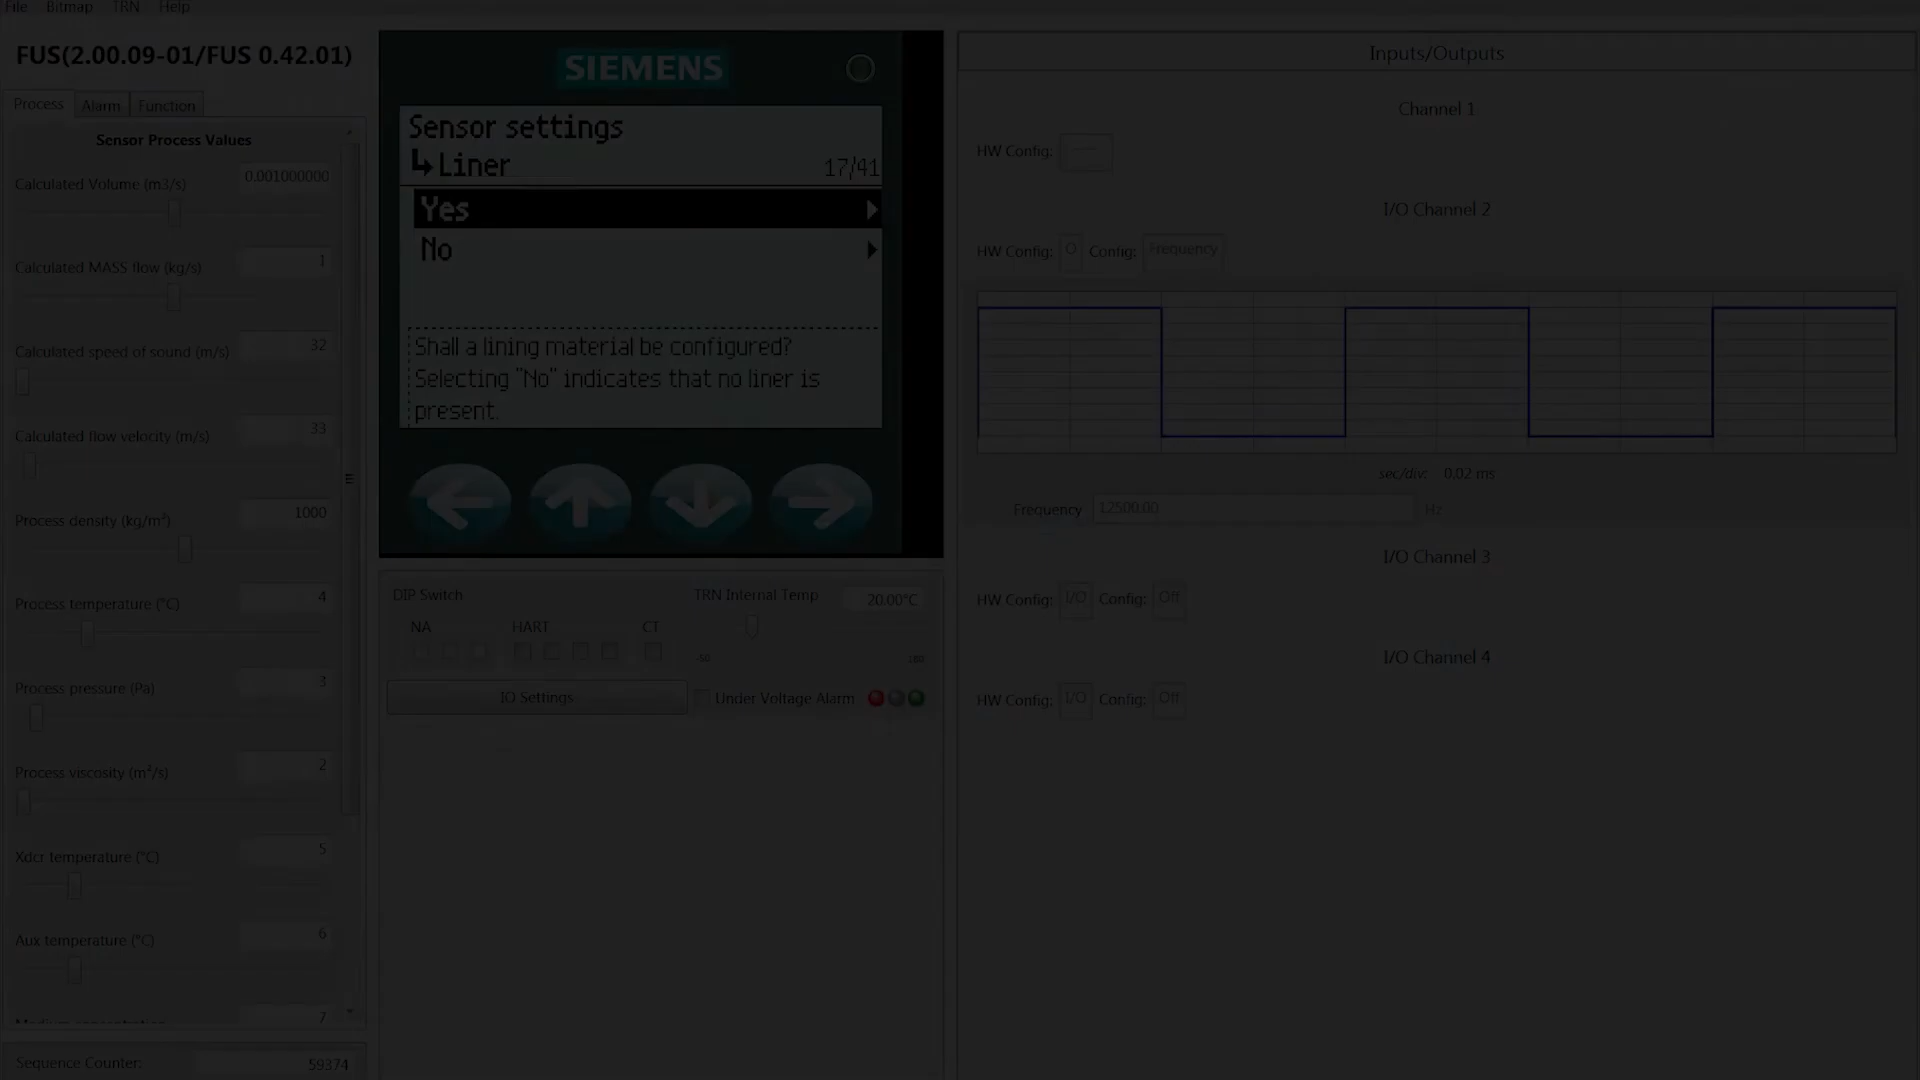 File Bitmap TRN Help
FUS(2.00.09-01/FUS 0.42.01)
Process Alarm Function
Sensor Process Values
Calculated Volume (m3/s) 0.001000000
Calculated MASS flow (kg/s) 1
Calculated speed of sound (m/s) 32
Calculated flow velocity (m/s) 33
Process density (kg/m³) 1000
Process temperature (°C) 4
Process pressure (Pa) 3
Process viscosity (m²/s) 2
Xdcr temperature (°C) 5
Aux temperature (°C) 6
Medium concentration 7
Sequence Counter: 59374
SIEMENS
Sensor settings
↳Liner 17/41
Yes
No
Shall a lining material be configured?
Selecting "No" indicates that no liner is
present.
DIP Switch
NA HART CT
TRN Internal Temp 20.00°C
-50 180
IO Settings
Under Voltage Alarm
Inputs/Outputs
Channel 1
HW Config:
I/O Channel 2
HW Config: O Config: Frequency
sec/div: 0.02 ms
Frequency 12500.00 Hz
I/O Channel 3
HW Config: I/O Config: Off
I/O Channel 4
HW Config: I/O Config: Off